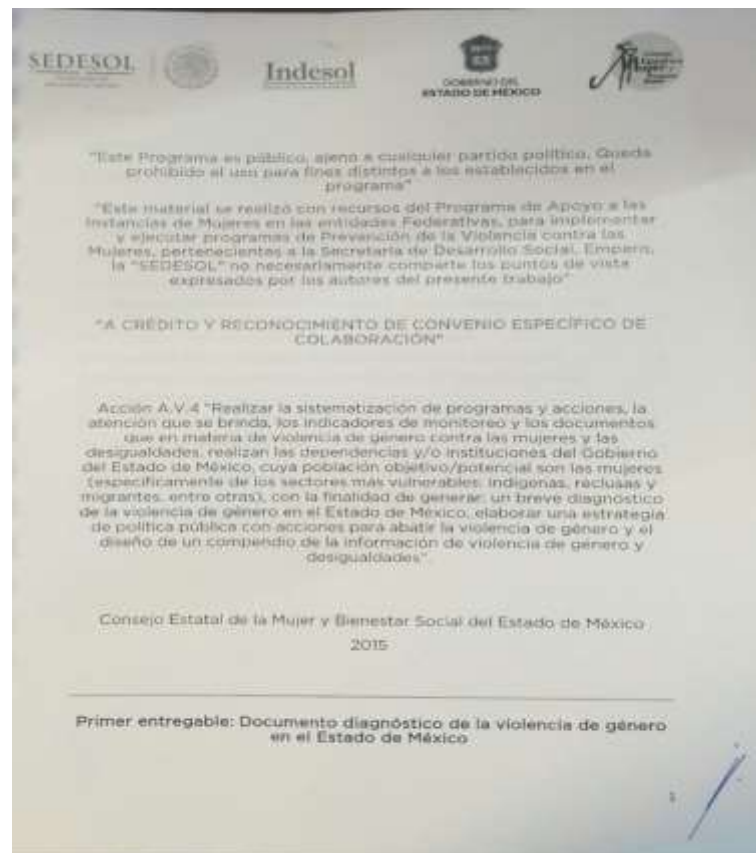 SEDESOL
Indesol
GOBIERNO DEL
ESTADO DE MÉXICO
"Este Programa es público, ajeno a cualquier partido político. Queda
prohibido el uso para fines distintos a los establecidos en el
programa"
"Este material se realizó con recursos del Programa de Apoyo a las
Instancias de Mujeres en las entidades Federativas, para implementar
y ejecutar programas de Prevención de la Violencia contra las
Mujeres, pertenecientes a la Secretaría de Desarrollo Social. Empero,
la "SEDESOL" no necesariamente comparte los puntos de vista
expresados por los autores del presente trabajo"
"A CRÉDITO Y RECONOCIMIENTO DE CONVENIO ESPECÍFICO DE
COLABORACIÓN"
Acción A.V.4 "Realizar la sistematización de programas y acciones, la
atención que se brinda, los indicadores de monitoreo y los documentos
que en materia de violencia de género contra las mujeres y las
desigualdades, realizan las dependencias y/o instituciones del Gobierno
del Estado de México, cuya población objetivo/potencial son las mujeres
(específicamente de los sectores más vulnerables: indígenas, reclusas y
migrantes, entre otras), con la finalidad de generar: un breve diagnóstico
de la violencia de género en el Estado de México, elaborar una estrategia
de política pública con acciones para abatir la violencia de género y el
diseño de un compendio de la información de violencia de género y
desigualdades"
Consejo Estatal de la Mujer y Bienestar Social del Estado de México
2015
Primer entregable: Documento diagnóstico de la violencia de género
en el Estado de México